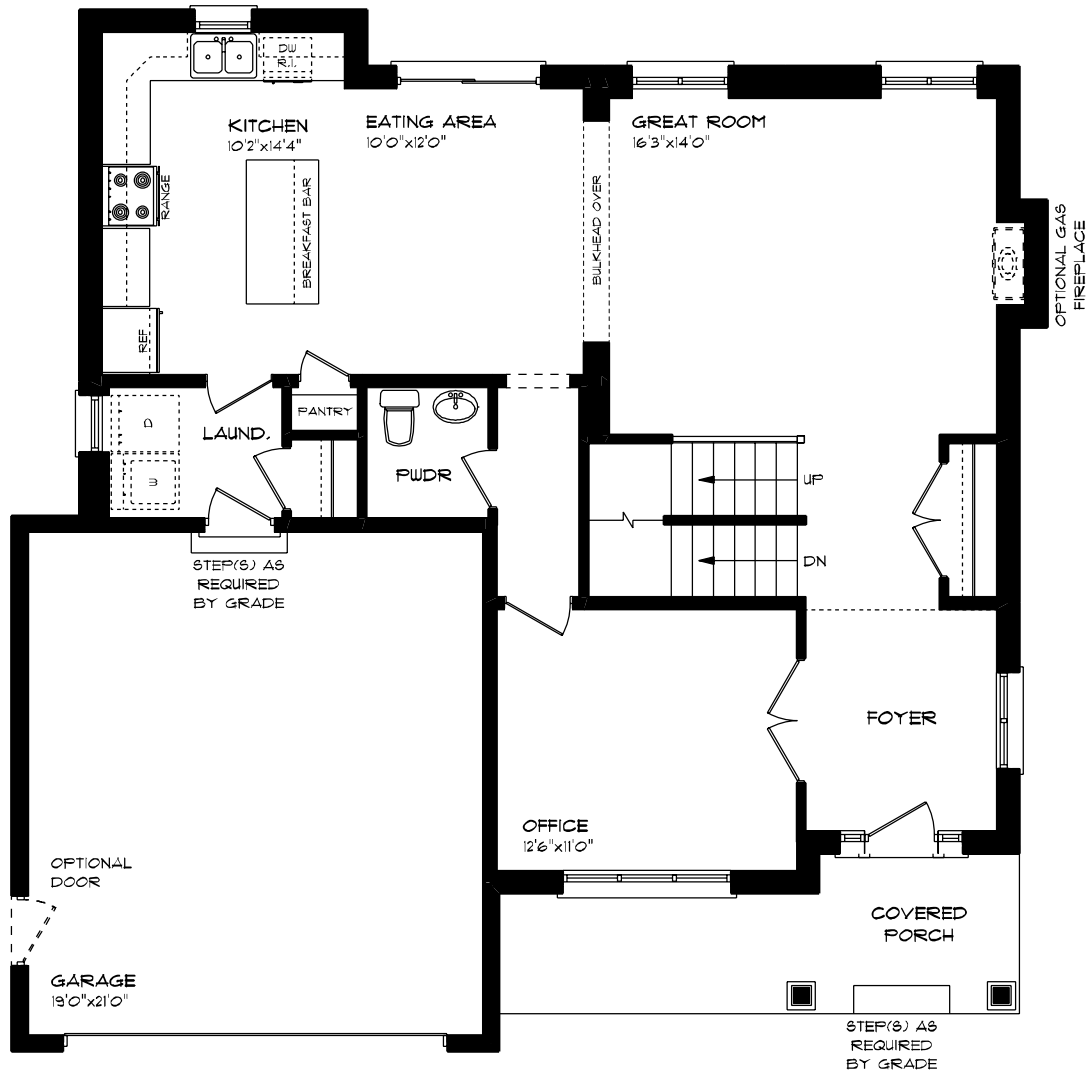 DW
R.I.
KITCHEN
10'2"x14'4"
EATING AREA
10'0"x12'0"
GREAT ROOM
16'3"x14'0"
RANGE
BREAKFAST BAR
BULKHEAD OVER
OPTIONAL GAS
FIREPLACE
REF
D
LAUND.
PANTRY
W
PWDR
UP
DN
STEP(S) AS
REQUIRED
BY GRADE
FOYER
OFFICE
12'6"x11'0"
OPTIONAL
DOOR
COVERED
PORCH
GARAGE
19'0"x21'0"
STEP(S) AS
REQUIRED
BY GRADE